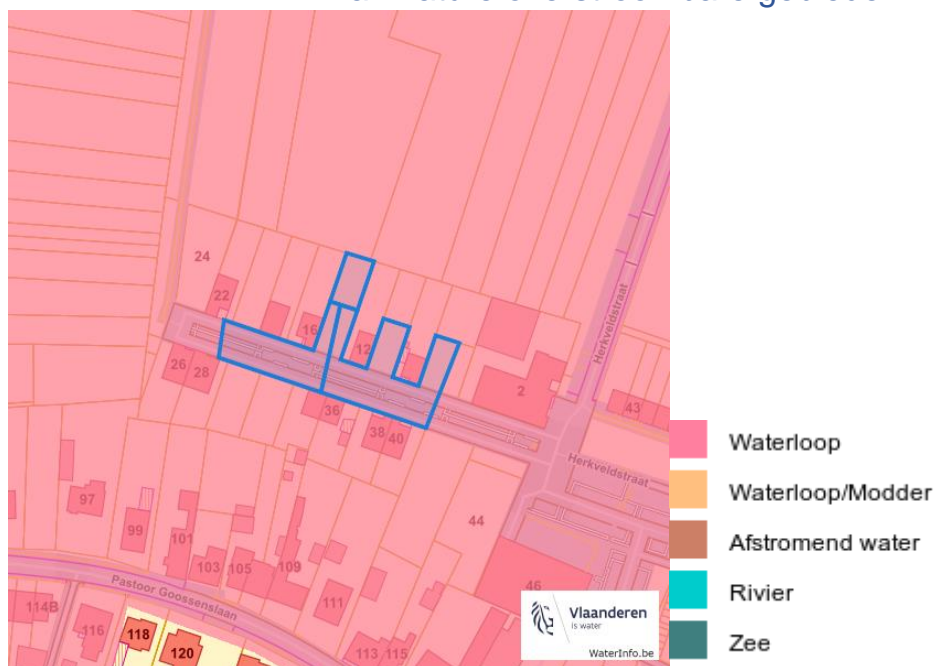 24
22
16
12
26
28
36
38
40
2
Herkveldstraat
43
Herkveldstraat
44
46
97
99
101
103
105
109
111
Pastoor Goossenslaan
114B
116
118
120
113
115
Vlaanderen
is water
WaterInfo.be
Waterloop
Waterloop/Modder
Afstromend water
Rivier
Zee